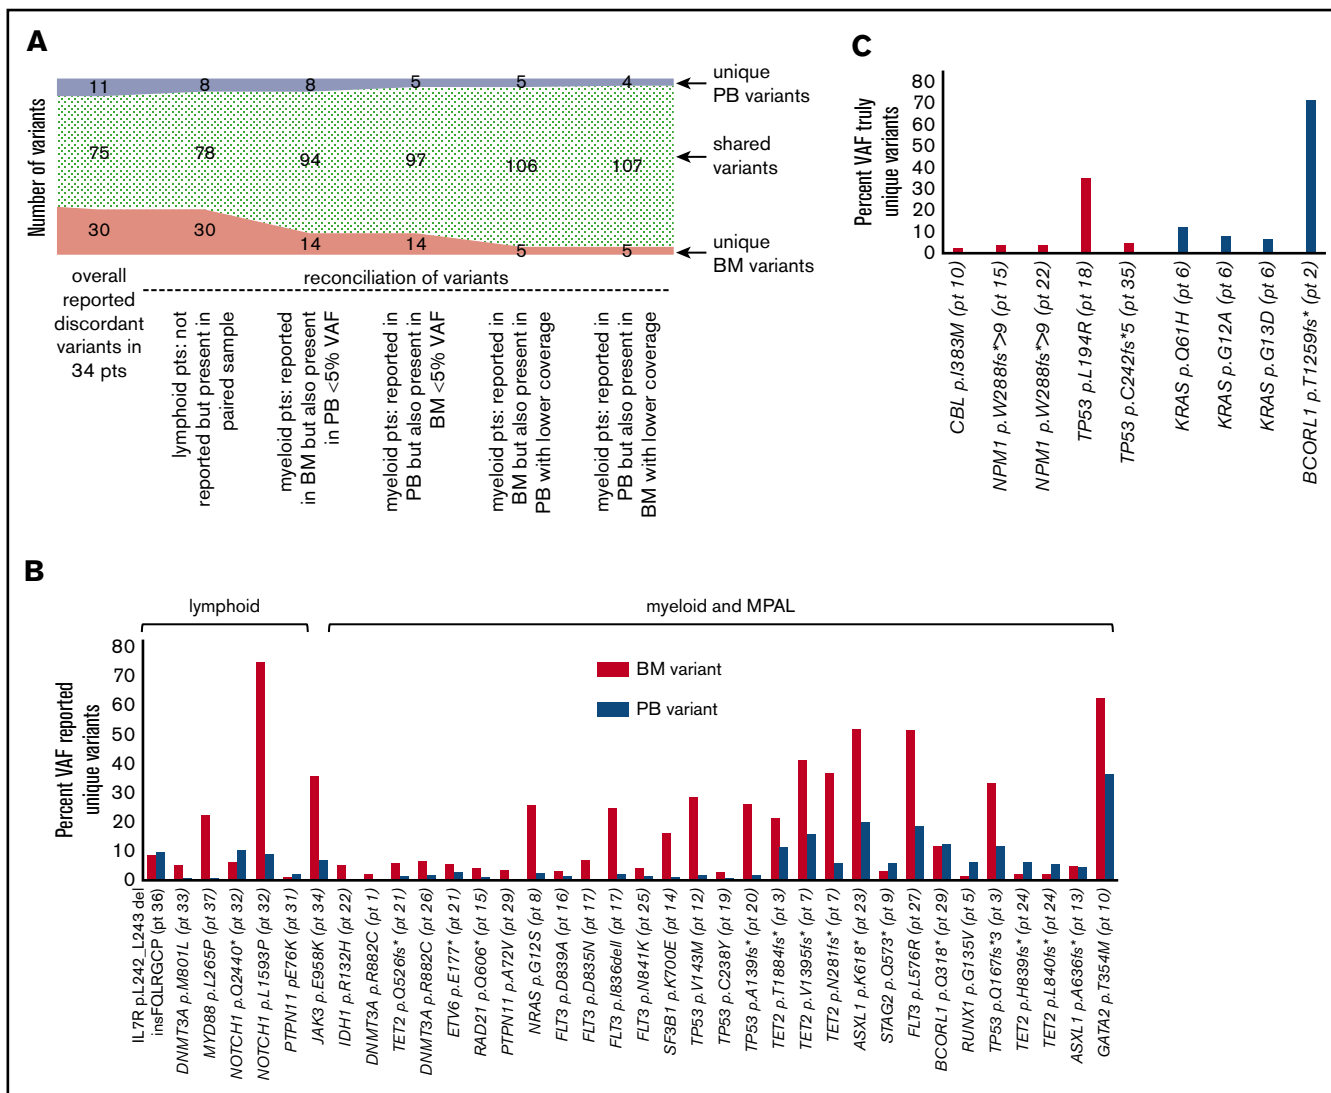 A
11
8
8
5
5
4
unique
PB variants
75
78
94
97
106
107
shared
variants
30
30
14
14
5
5
unique
BM variants
Number of variants
overall
reported
discordant
variants in
34 pts
reconciliation of variants
lymphoid pts: not
reported but present in
paired sample
myeloid pts: reported
in BM but also present
in PB <5% VAF
myeloid pts: reported in
PB but also present in
BM <5% VAF
myeloid pts: reported in
BM but also present in
PB with lower coverage
myeloid pts: reported in
PB but also present in
BM with lower coverage
C
Percent VAF truly
unique variants
80
70
60
50
40
30
20
10
0
CBL p.I383M (pt 10)
NPM1 p.W288fs*>9 (pt 15)
NPM1 p.W288fs*>9 (pt 22)
TP53 p.L194R (pt 18)
TP53 p.C242fs*5 (pt 35)
KRAS p.Q61H (pt 6)
KRAS p.G12A (pt 6)
KRAS p.G13D (pt 6)
BCORL1 p.T1259fs* (pt 2)
B
lymphoid
myeloid and MPAL
Percent VAF reported
unique variants
80
70
60
50
40
30
20
10
0
BM variant
PB variant
IL7R p.L242_L243 del
insFQLRGCP (pt 36)
DNMT3A p.M801L (pt 33)
MYD88 p.L265P (pt 37)
NOTCH1 p.Q2440* (pt 32)
NOTCH1 p.L1593P (pt 32)
PTPN11 pE76K (pt 31)
JAK3 p.E958K (pt 34)
IDH1 p.R132H (pt 22)
DNMT3A p.R882C (pt 1)
TET2 p.Q526fs* (pt 21)
DNMT3A p.R882C (pt 26)
ETV6 p.E177* (pt 21)
RAD21 p.Q606* (pt 15)
PTPN11 p.A72V (pt 29)
NRAS p.G12S (pt 8)
FLT3 p.D839A (pt 16)
FLT3 p.D835N (pt 17)
FLT3 p.I836dell (pt 17)
FLT3 p.N841K (pt 25)
SF3B1 p.K700E (pt 14)
TP53 p.V143M (pt 12)
TP53 p.C238Y (pt 19)
TP53 p.A139fs* (pt 20)
TET2 p.T1884fs* (pt 3)
TET2 p.V1395fs* (pt 7)
TET2 p.N281fs* (pt 7)
ASXL1 p.K618* (pt 23)
STAG2 p.Q573* (pt 9)
FLT3 p.L576R (pt 27)
BCORL1 p.Q318* (pt 29)
RUNX1 p.G135V (pt 5)
TP53 p.Q167fs*3 (pt 3)
TET2 p.H839fs* (pt 24)
TET2 p.L840fs* (pt 24)
ASXL1 p.A636fs* (pt 13)
GATA2 p.T354M (pt 10)